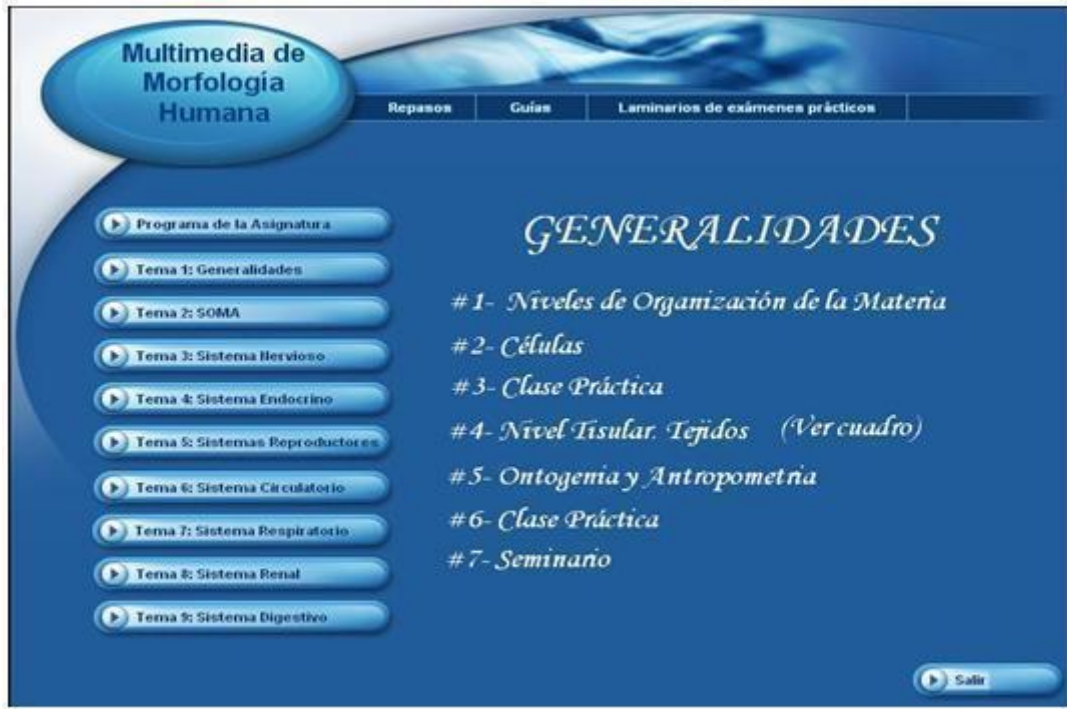 Multimedia de
Morfología
Humana
Repasos
Guías
Laminarios de exámenes prácticos
Programa de la Asignatura
Tema 1: Generalidades
Tema 2: SOMA
Tema 3: Sistema Nervioso
Tema 4: Sistema Endocrino
Tema 5: Sistemas Reproductores
Tema 6: Sistema Circulatorio
Tema 7: Sistema Respiratorio
Tema 8: Sistema Renal
Tema 9: Sistema Digestivo
GENERALIDADES
#1- Niveles de Organización de la Materia
#2- Células
#3- Clase Práctica
#4- Nivel Tisular. Tejidos (Ver cuadro)
#5- Ontogenia y Antropometria
#6- Clase Práctica
#7- Seminario
Salir